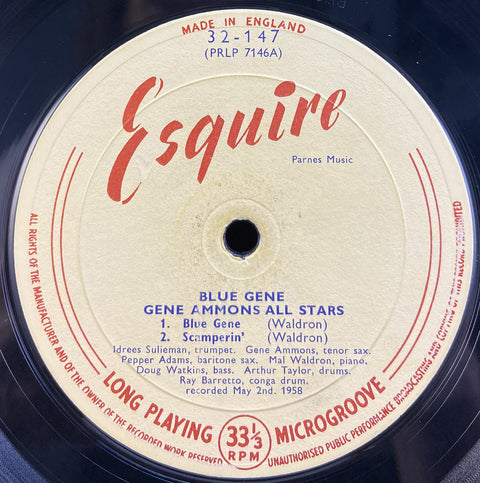 MADE IN ENGLAND
32-147
(PRLP 7146A)
Esquire
Parnes Music
BLUE GENE
GENE AMMONS ALL STARS
1. Blue Gene (Waldron)
2. Scamperin' (Waldron)
Idrees Sulieman, trumpet. Gene Ammons, tenor sax.
Pepper Adams, baritone sax. Mal Waldron, piano.
Doug Watkins, bass. Arthur Taylor, drums.
Ray Barretto, conga drum.
recorded May 2nd. 1958
LONG PLAYING 33⅓ RPM MICROGROOVE
ALL RIGHTS OF THE MANUFACTURER AND OF THE OWNER OF THE RECORDED WORK RESERVED
UNAUTHORISED PUBLIC PERFORMANCE, BROADCASTING AND COPYING OF THIS RECORD PROHIBITED